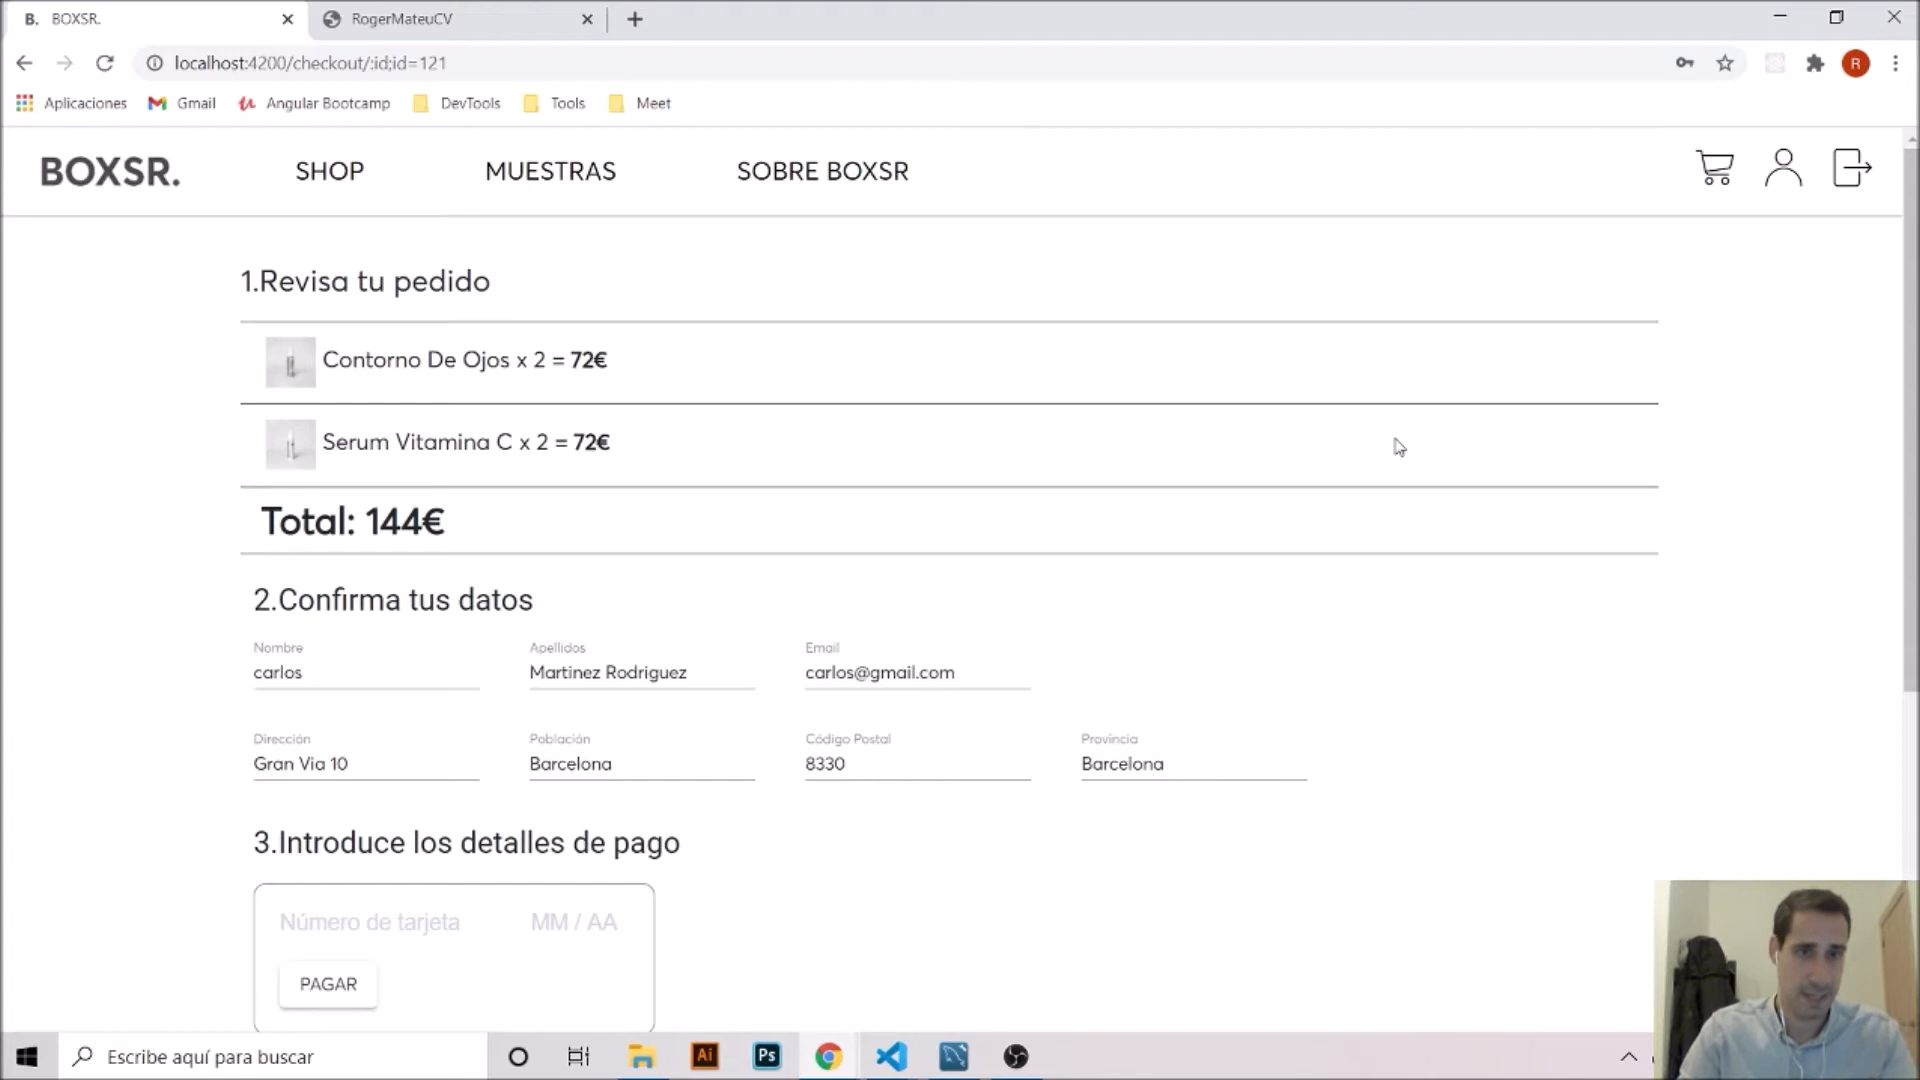 B. BOXSR.
RogerMateuCV
localhost:4200/checkout/:id;id=121
R
Aplicaciones
Gmail
Angular Bootcamp
DevTools
Tools
Meet
BOXSR.
SHOP
MUESTRAS
SOBRE BOXSR
1.Revisa tu pedido
Contorno De Ojos x 2 = 72€
Serum Vitamina C x 2 = 72€
Total: 144€
2.Confirma tus datos
Nombre
Apellidos
Email
carlos
Martinez Rodriguez
carlos@gmail.com
Dirección
Población
Código Postal
Provincia
Gran Via 10
Barcelona
8330
Barcelona
3.Introduce los detalles de pago
Número de tarjeta
MM / AA
PAGAR
Escribe aquí para buscar
Ai
Ps